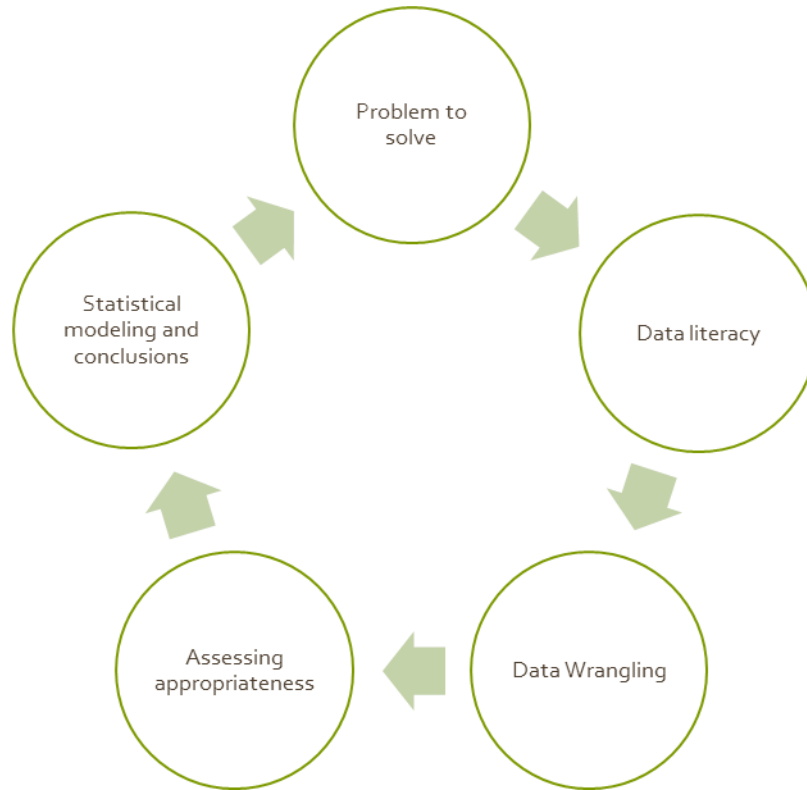 Problem to
solve
Data literacy
Data Wrangling
Assessing
appropriateness
Statistical
modeling and
conclusions